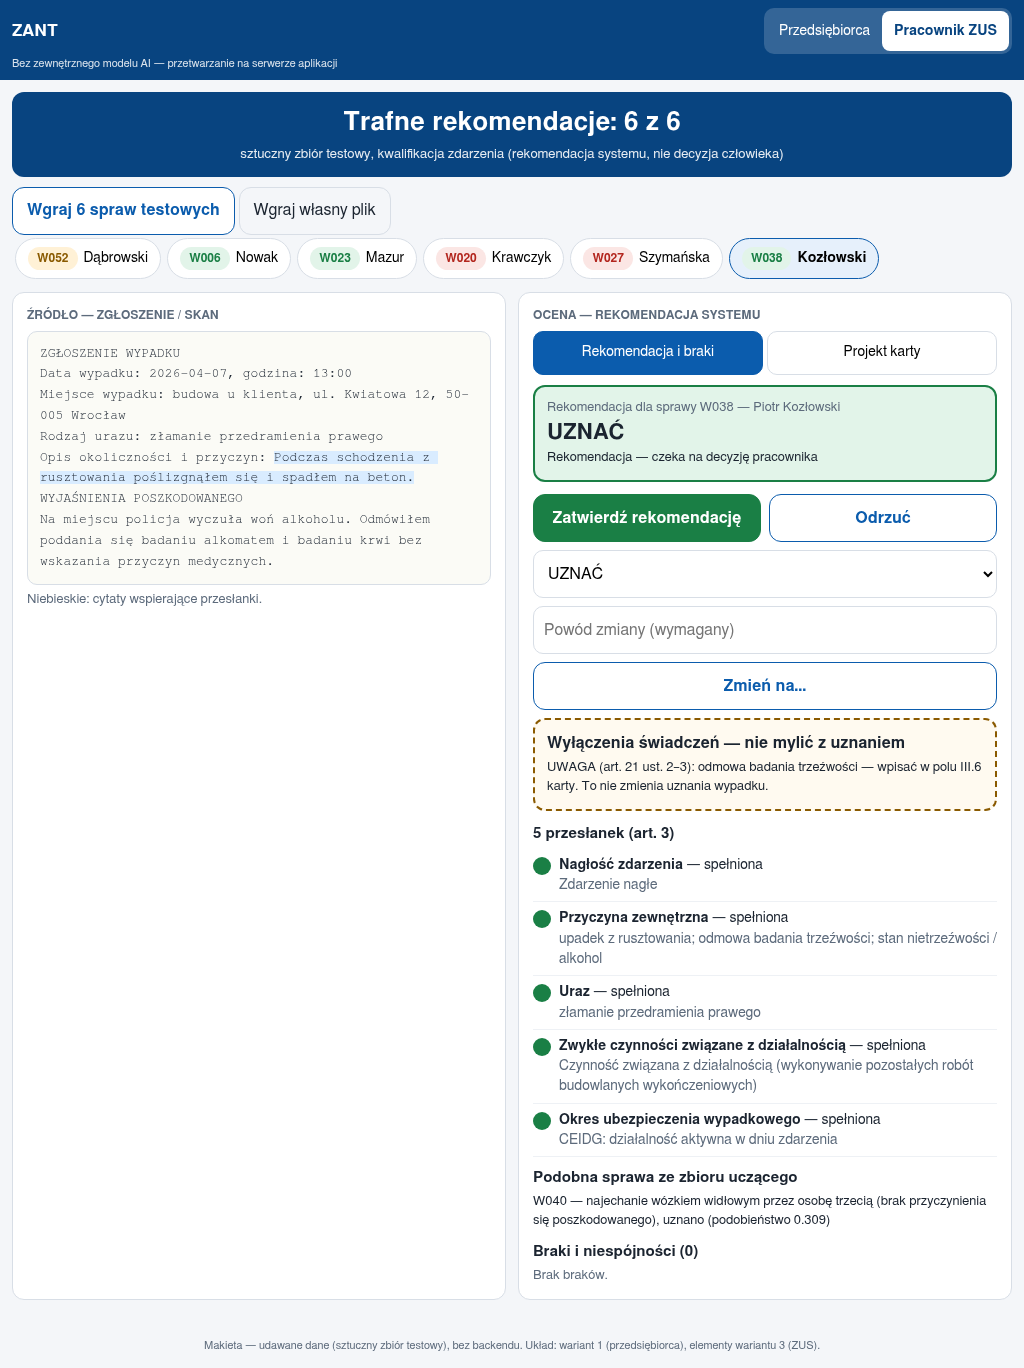 ZANT
Przedsiębiorca
Pracownik ZUS
Bez zewnętrznego modelu AI — przetwarzanie na serwerze aplikacji
Trafne rekomendacje: 6 z 6
sztuczny zbiór testowy, kwalifikacja zdarzenia (rekomendacja systemu, nie decyzja człowieka)
Wgraj 6 spraw testowych
Wgraj własny plik
W052 Dąbrowski
W006 Nowak
W023 Mazur
W020 Krawczyk
W027 Szymańska
W038 Kozłowski
ŹRÓDŁO — ZGŁOSZENIE / SKAN
ZGŁOSZENIE WYPADKU
Data wypadku: 2026-04-07, godzina: 13:00
Miejsce wypadku: budowa u klienta, ul. Kwiatowa 12, 50-
005 Wrocław
Rodzaj urazu: złamanie przedramienia prawego
Opis okoliczności i przyczyn: Podczas schodzenia z
rusztowania poślizgnąłem się i spadłem na beton.
WYJAŚNIENIA POSZKODOWANEGO
Na miejscu policja wyczuła woń alkoholu. Odmówiłem
poddania się badaniu alkomatem i badaniu krwi bez
wskazania przyczyn medycznych.
Niebieskie: cytaty wspierające przesłanki.
OCENA — REKOMENDACJA SYSTEMU
Rekomendacja i braki
Projekt karty
Rekomendacja dla sprawy W038 — Piotr Kozłowski
UZNAĆ
Rekomendacja — czeka na decyzję pracownika
Zatwierdź rekomendację
Odrzuć
UZNAĆ
Powód zmiany (wymagany)
Zmień na...
Wyłączenia świadczeń — nie mylić z uznaniem
UWAGA (art. 21 ust. 2–3): odmowa badania trzeźwości — wpisać w polu III.6
karty. To nie zmienia uznania wypadku.
5 przesłanek (art. 3)
Nagłość zdarzenia — spełniona
Zdarzenie nagłe
Przyczyna zewnętrzna — spełniona
upadek z rusztowania; odmowa badania trzeźwości; stan nietrzeźwości /
alkohol
Uraz — spełniona
złamanie przedramienia prawego
Zwykłe czynności związane z działalnością — spełniona
Czynność związana z działalnością (wykonywanie pozostałych robót
budowlanych wykończeniowych)
Okres ubezpieczenia wypadkowego — spełniona
CEIDG: działalność aktywna w dniu zdarzenia
Podobna sprawa ze zbioru uczącego
W040 — najechanie wózkiem widłowym przez osobę trzecią (brak przyczynienia
się poszkodowanego), uznano (podobieństwo 0.309)
Braki i niespójności (0)
Brak braków.
Makieta — udawane dane (sztuczny zbiór testowy), bez backendu. Układ: wariant 1 (przedsiębiorca), elementy wariantu 3 (ZUS).